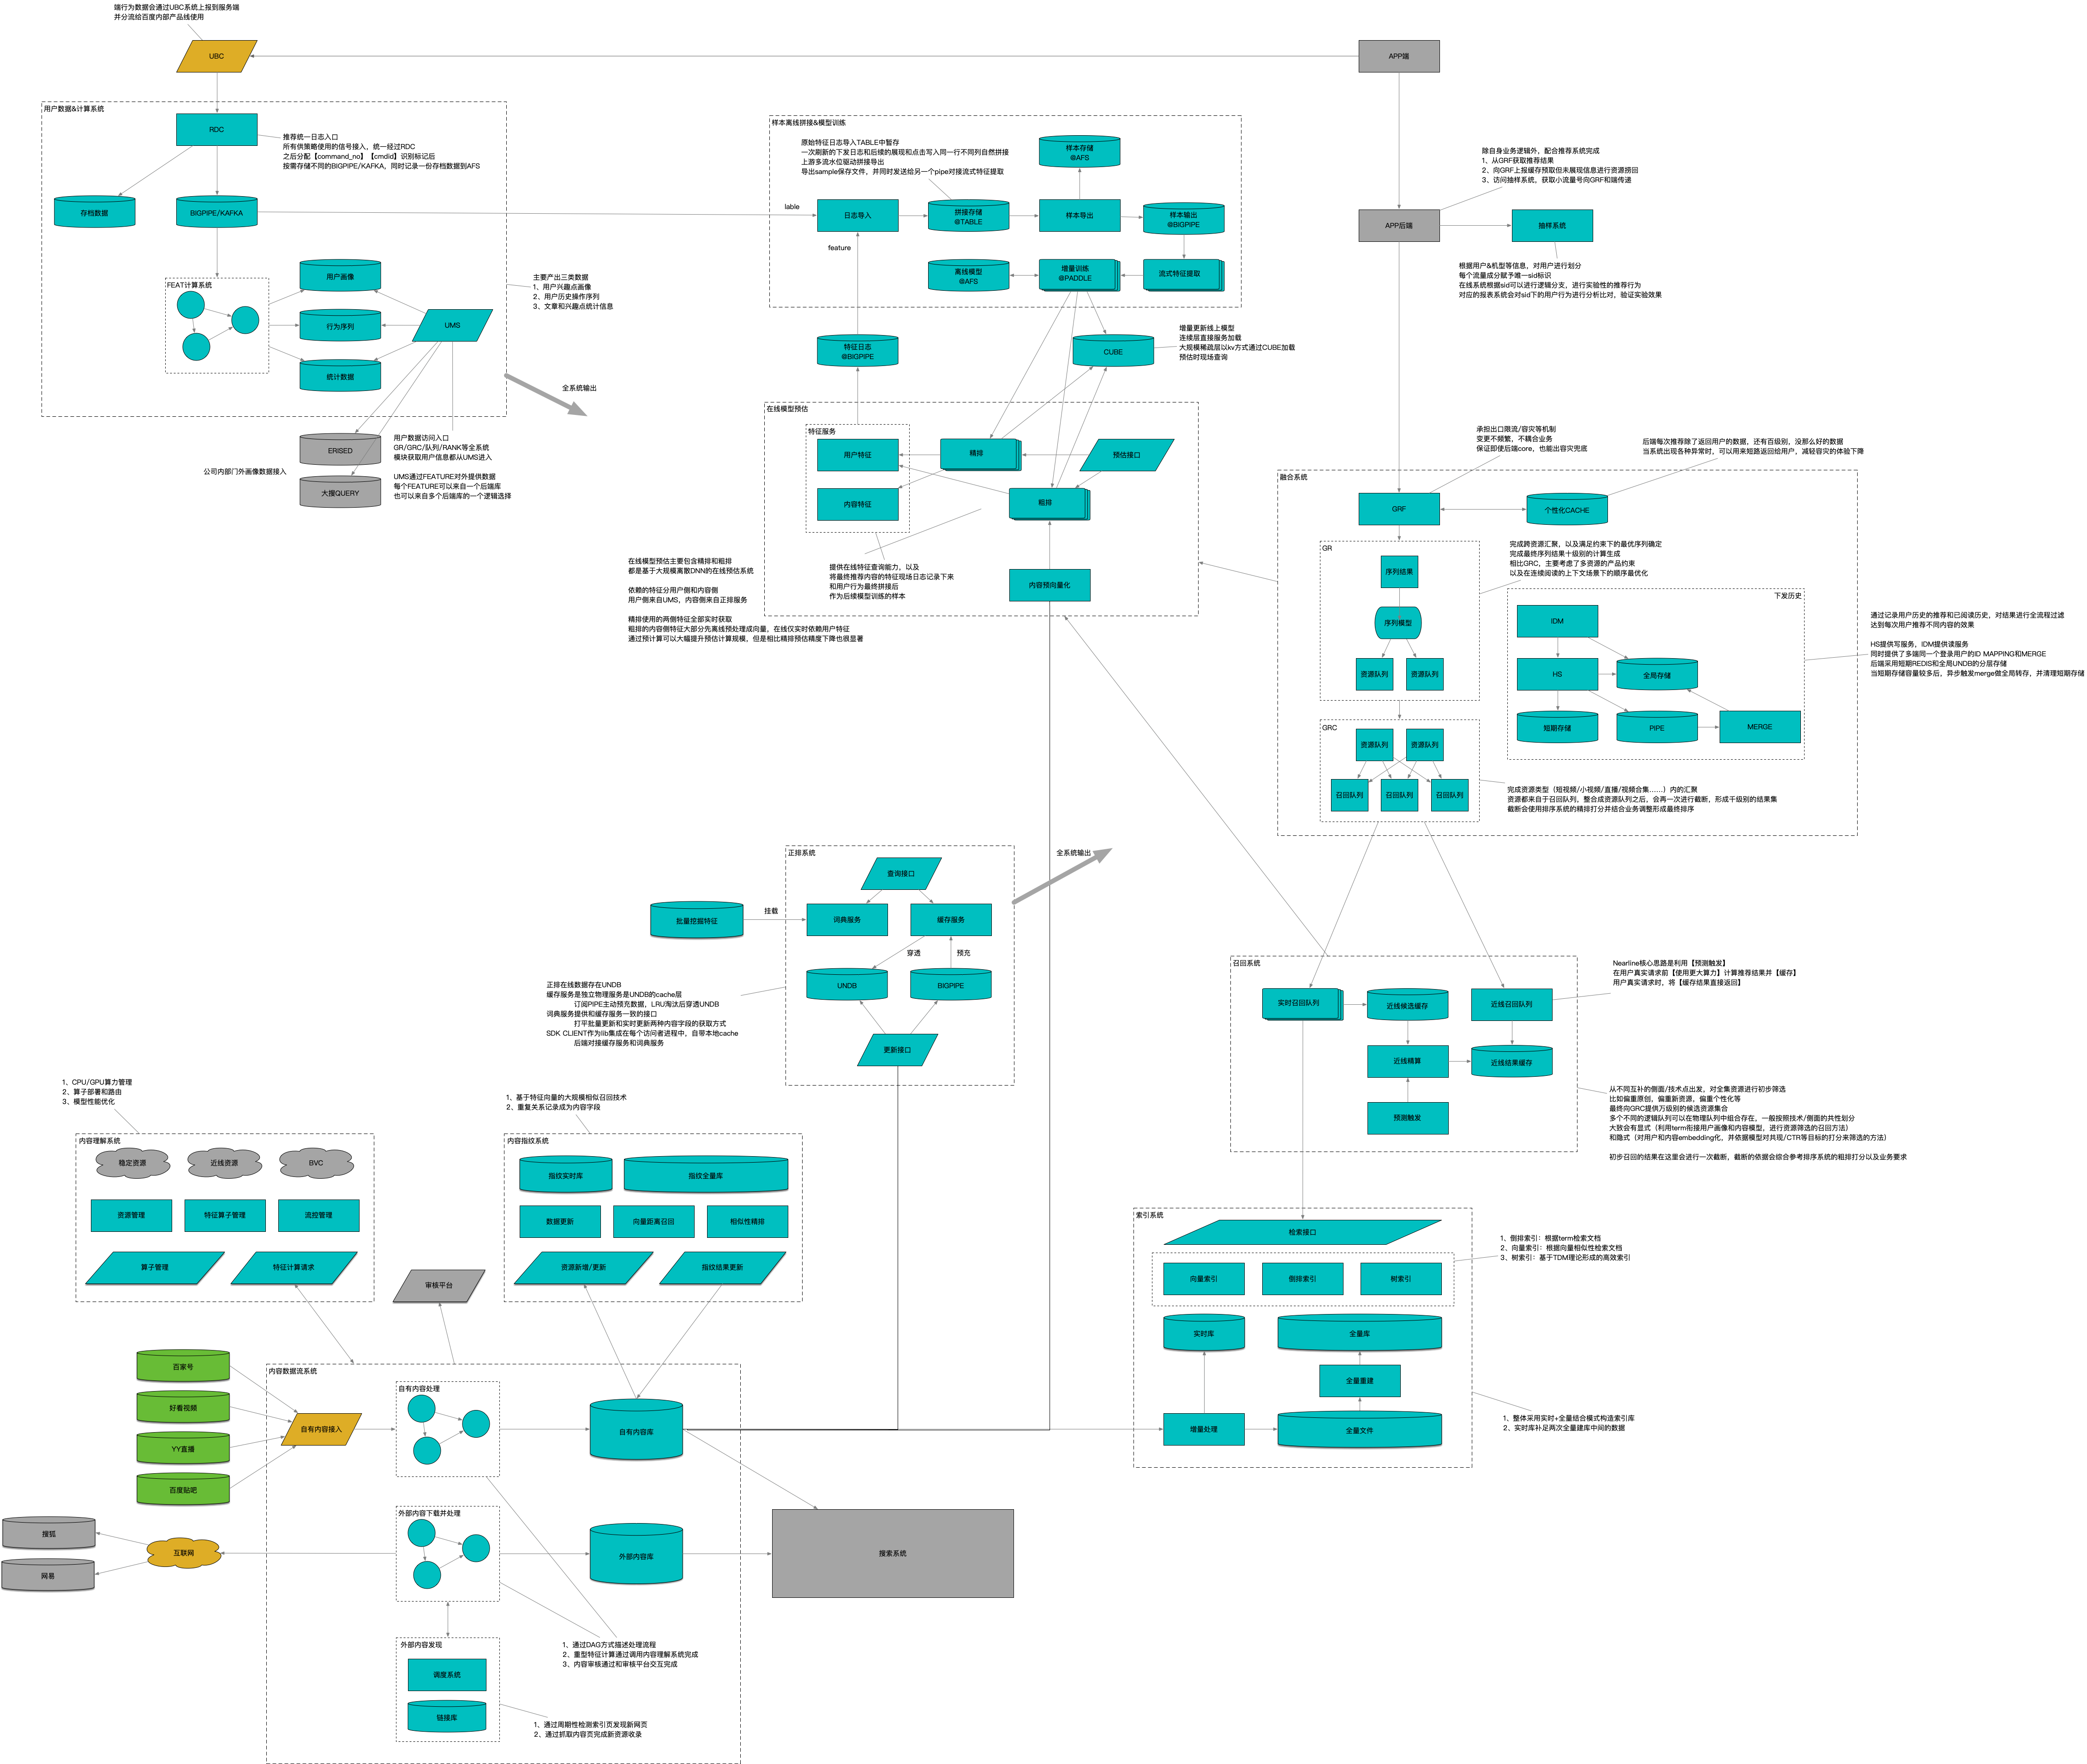 端行为数据会通过UBC系统上报到服务端
并分流给百度内部产品线使用
UBC
APP端
用户数据&计算系统
RDC
推荐统一日志入口
所有供策略使用的信号接入，统一经过RDC
之后分配【command_no】【cmdid】识别标记后
按需存储不同的BIGPIPE/KAFKA，同时记录一份存档数据到AFS
存档数据
BIGPIPE/KAFKA
FEAT计算系统
用户画像
行为序列
统计数据
UMS
主要产出三类数据
1、用户兴趣点画像
2、用户历史操作序列
3、文章和兴趣点统计信息
全系统输出
ERISED
公司内部门外画像数据接入
大搜QUERY
用户数据访问入口
GR/GRC/队列/RANK等全系统
模块获取用户信息都从UMS进入
UMS通过FEATURE对外提供数据
每个FEATURE可以来自一个后端库
也可以来自多个后端库的一个逻辑选择
样本离线拼接&模型训练
原始特征日志导入TABLE中暂存
一次刷新的下发日志和后续的展现和点击写入同一行不同列自然拼接
上游多流水位驱动拼接导出
导出sample保存文件，并同时发送给另一个pipe对接流式特征提取
样本存储
@AFS
lable
日志导入
拼接存储
@TABLE
样本导出
样本输出
@BIGPIPE
feature
离线模型
@AFS
增量训练
@PADDLE
流式特征提取
特征日志
@BIGPIPE
CUBE
增量更新线上模型
连续层直接服务加载
大规模稀疏层以kv方式通过CUBE加载
预估时现场查询
在线模型预估
特征服务
用户特征
内容特征
精排
预估接口
粗排
内容预向量化
在线模型预估主要包含精排和粗排
都是基于大规模离散DNN的在线预估系统
依赖的特征分用户侧和内容侧
用户侧来自UMS，内容侧来自正排服务
精排使用的两侧特征全部实时获取
粗排的内容侧特征大部分先离线预处理成向量，在线仅实时依赖用户特征
通过预计算可以大幅提升预估计算规模，但是相比精排预估精度下降也很显著
提供在线特征查询能力，以及
将最终推荐内容的特征现场日志记录下来
和用户行为最终拼接后
作为后续模型训练的样本
除自身业务逻辑外，配合推荐系统完成
1、从GRF获取推荐结果
2、向GRF上报缓存预取但未展现信息进行资源捞回
3、访问抽样系统，获取小流量号向GRF和端传递
APP后端
抽样系统
根据用户&机型等信息，对用户进行划分
每个流量成分赋予唯一sid标识
在线系统根据sid可以进行逻辑分支，进行实验性的推荐行为
对应的报表系统会对sid下的用户行为进行分析比对，验证实验效果
承担出口限流/容灾等机制
变更不频繁，不耦合业务
保证即使后端core，也能出容灾兜底
后端每次推荐除了返回用户的数据，还有百级别，没那么好的数据
当系统出现各种异常时，可以用来短路返回给用户，减轻容灾的体验下降
融合系统
GRF
个性化CACHE
GR
序列结果
序列模型
资源队列
资源队列
完成跨资源汇聚，以及满足约束下的最优序列确定
完成最终序列结果十级别的计算生成
相比GRC，主要考虑了多资源的产品约束
以及在连续阅读的上下文场景下的顺序最优化
下发历史
IDM
HS
全局存储
短期存储
PIPE
MERGE
通过记录用户历史的推荐和已阅读历史，对结果进行全流程过滤
达到每次用户推荐不同内容的效果
HS提供写服务，IDM提供读服务
同时提供了多端同一个登录用户的ID MAPPING和MERGE
后端采用短期REDIS和全局UNDB的分层存储
当短期存储容量较多后，异步触发merge做全局转存，并清理短期存储
GRC
资源队列
资源队列
召回队列
召回队列
召回队列
完成资源类型（短视频/小视频/直播/视频合集……）内的汇聚
资源都来自于召回队列，整合成资源队列之后，会再一次进行截断，形成千级别的结果集
截断会使用排序系统的精排打分并结合业务调整形成最终排序
正排系统
查询接口
全系统输出
批量挖掘特征
挂载
词典服务
缓存服务
穿透
预充
UNDB
BIGPIPE
更新接口
正排在线数据存在UNDB
缓存服务是独立物理服务是UNDB的cache层
订阅PIPE主动预充数据，LRU淘汰后穿透UNDB
词典服务提供和缓存服务一致的接口
打平批量更新和实时更新两种内容字段的获取方式
SDK CLIENT作为lib集成在每个访问者进程中，自带本地cache
后端对接缓存服务和词典服务
召回系统
实时召回队列
近线候选缓存
近线召回队列
近线精算
近线结果缓存
预测触发
Nearline核心思路是利用【预测触发】
在用户真实请求前【使用更大算力】计算推荐结果并【缓存】
用户真实请求时，将【缓存结果直接返回】
从不同互补的侧面/技术点出发，对全集资源进行初步筛选
比如偏重原创，偏重新资源，偏重个性化等
最终向GRC提供万级别的候选资源集合
多个不同的逻辑队列可以在物理队列中组合存在，一般按照技术/侧面的共性划分
大致会有显式（利用term衔接用户画像和内容模型，进行资源筛选的召回方法）
和隐式（对用户和内容embedding化，并依据模型对共现/CTR等目标的打分来筛选的方法）
初步召回的结果在这里会进行一次截断，截断的依据会综合参考排序系统的粗排打分以及业务要求
1、CPU/GPU算力管理
2、算子部署和路由
3、模型性能优化
内容理解系统
稳定资源
近线资源
BVC
资源管理
特征算子管理
流控管理
算子管理
特征计算请求
1、基于特征向量的大规模相似召回技术
2、重复关系记录成为内容字段
内容指纹系统
指纹实时库
指纹全量库
数据更新
向量距离召回
相似性精排
资源新增/更新
指纹结果更新
审核平台
索引系统
检索接口
向量索引
倒排索引
树索引
1、倒排索引：根据term检索文档
2、向量索引：根据向量相似性检索文档
3、树索引：基于TDM理论形成的高效索引
实时库
全量库
全量重建
增量处理
全量文件
1、整体采用实时+全量结合模式构造索引库
2、实时库补足两次全量建库中间的数据
百家号
好看视频
YY直播
百度贴吧
内容数据流系统
自有内容接入
自有内容处理
自有内容库
搜狐
网易
互联网
外部内容下载并处理
外部内容库
搜索系统
外部内容发现
调度系统
链接库
1、通过DAG方式描述处理流程
2、重型特征计算通过调用内容理解系统完成
3、内容审核通过和审核平台交互完成
1、通过周期性检测索引页发现新网页
2、通过抓取内容页完成新资源收录